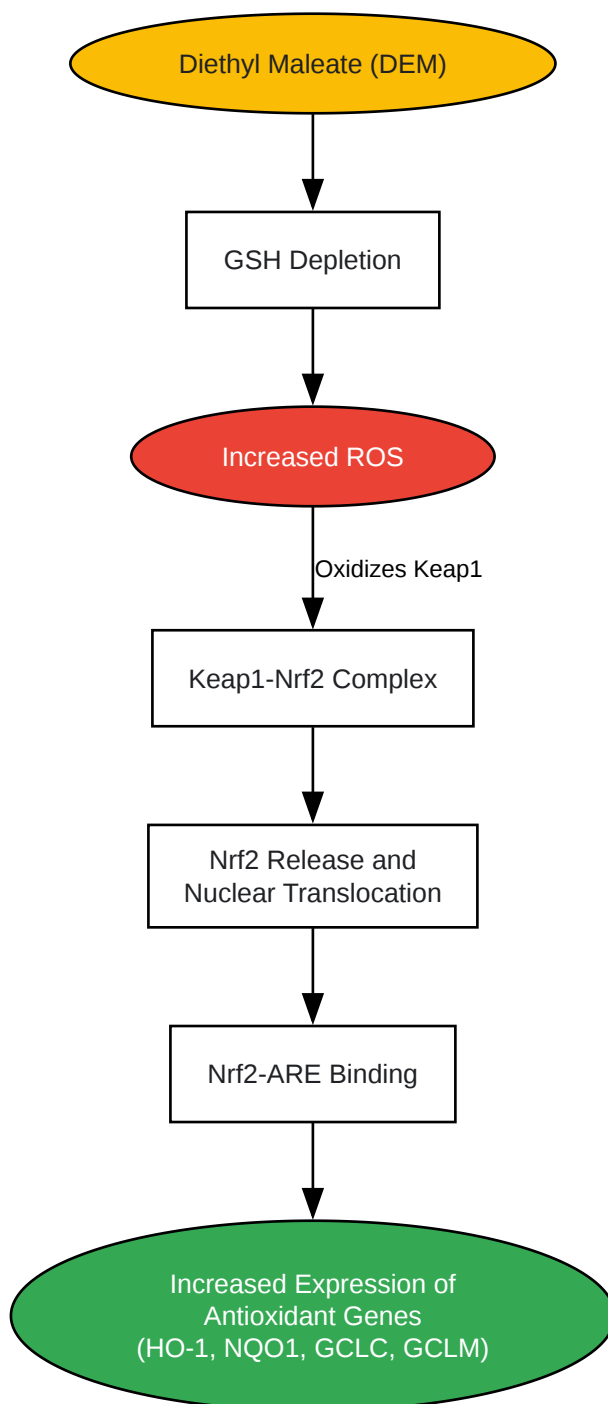 Diethyl Maleate (DEM)
GSH Depletion
Increased ROS
Oxidizes Keap1
Keap1-Nrf2 Complex
Nrf2 Release and
Nuclear Translocation
Nrf2-ARE Binding
Increased Expression of
Antioxidant Genes
(HO-1, NQO1, GCLC, GCLM)